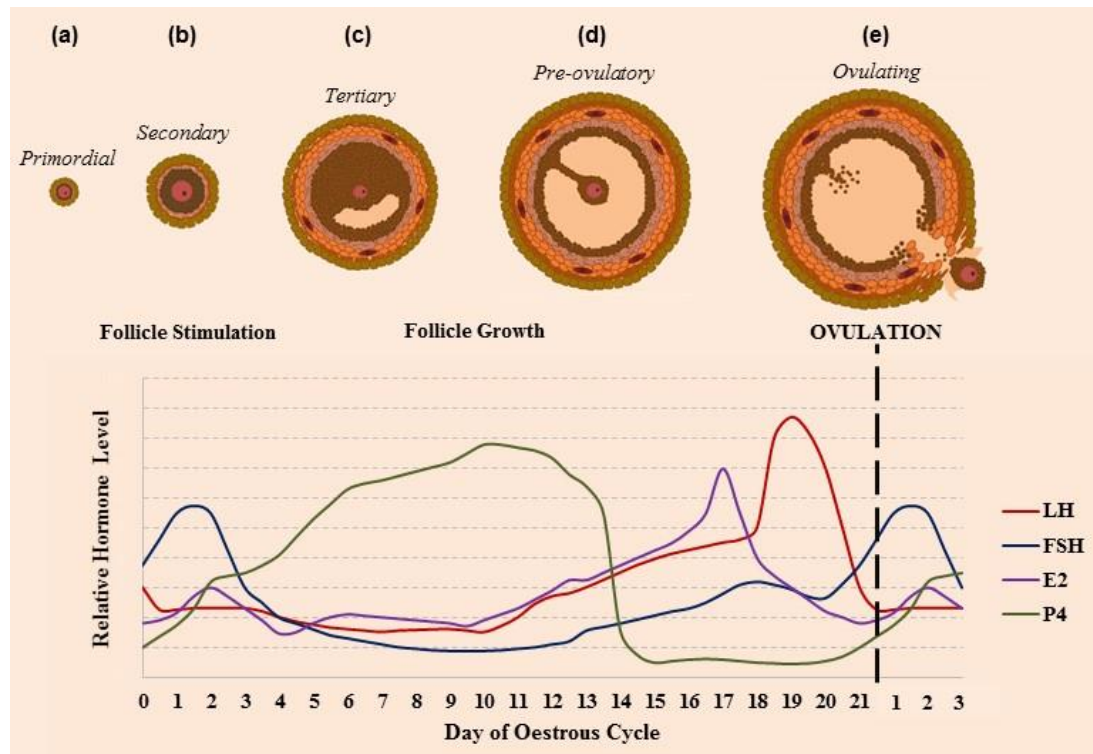 (a) (b) (c) (d) (e)
Primordial
Secondary
Tertiary
Pre-ovulatory
Ovulating
Follicle Stimulation
Follicle Growth
OVULATION
Relative Hormone Level
LH
FSH
E2
P4
0 1 2 3 4 5 6 7 8 9 10 11 12 13 14 15 16 17 18 19 20 21 1 2 3
Day of Oestrous Cycle